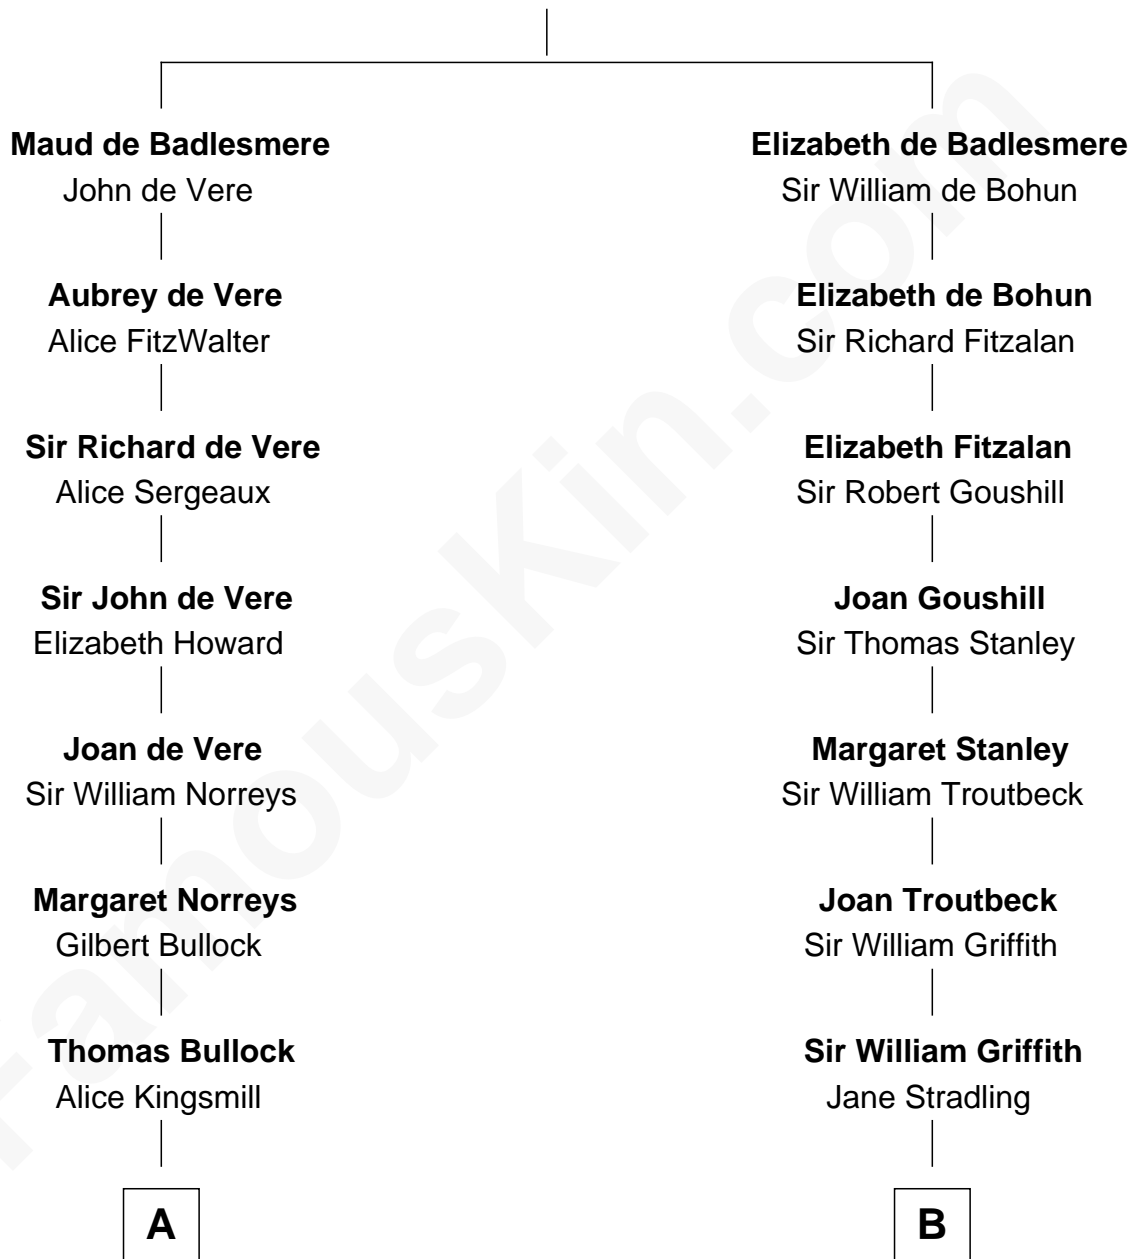 Maud de Badlesmere
John de Vere
Elizabeth de Badlesmere
Sir William de Bohun
Aubrey de Vere
Alice FitzWalter
Elizabeth de Bohun
Sir Richard Fitzalan
Sir Richard de Vere
Alice Sergeaux
Elizabeth Fitzalan
Sir Robert Goushill
Sir John de Vere
Elizabeth Howard
Joan Goushill
Sir Thomas Stanley
Joan de Vere
Sir William Norreys
Margaret Stanley
Sir William Troutbeck
Margaret Norreys
Gilbert Bullock
Joan Troutbeck
Sir William Griffith
Thomas Bullock
Alice Kingsmill
Sir William Griffith
Jane Stradling
A
B
FamousKin.com